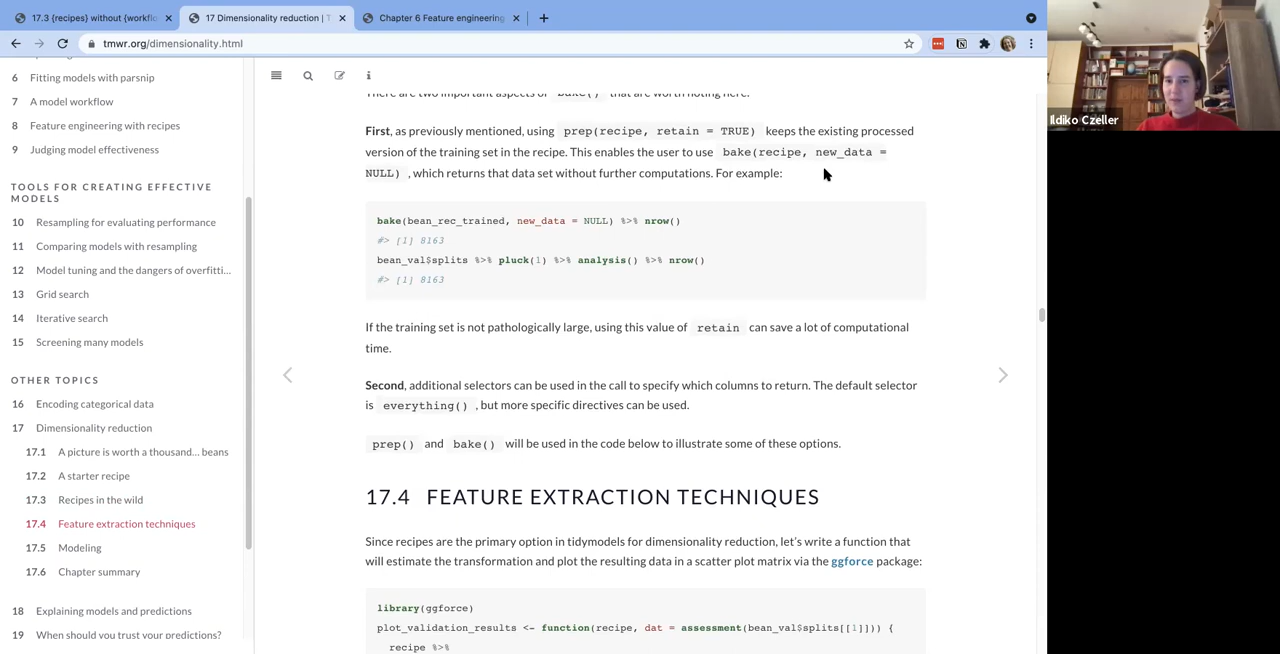 17.3 {recipes} without {workflo
17 Dimensionality reduction | T
Chapter 6 Feature engineering
tmwr.org/dimensionality.html
6 Fitting models with parsnip
7 A model workflow
8 Feature engineering with recipes
9 Judging model effectiveness
TOOLS FOR CREATING EFFECTIVE
MODELS
10 Resampling for evaluating performance
11 Comparing models with resampling
12 Model tuning and the dangers of overfitti...
13 Grid search
14 Iterative search
15 Screening many models
OTHER TOPICS
16 Encoding categorical data
17 Dimensionality reduction
17.1 A picture is worth a thousand... beans
17.2 A starter recipe
17.3 Recipes in the wild
17.4 Feature extraction techniques
17.5 Modeling
17.6 Chapter summary
18 Explaining models and predictions
19 When should you trust your predictions?
There are two important aspects of bake() that are worth noting here.
First, as previously mentioned, using prep(recipe, retain = TRUE) keeps the existing processed
version of the training set in the recipe. This enables the user to use bake(recipe, new_data =
NULL) , which returns that data set without further computations. For example:
bake(bean_rec_trained, new_data = NULL) %>% nrow()
#> [1] 8163
bean_val$splits %>% pluck(1) %>% analysis() %>% nrow()
#> [1] 8163
If the training set is not pathologically large, using this value of retain can save a lot of computational
time.
Second, additional selectors can be used in the call to specify which columns to return. The default selector
is everything() , but more specific directives can be used.
prep() and bake() will be used in the code below to illustrate some of these options.
17.4 FEATURE EXTRACTION TECHNIQUES
Since recipes are the primary option in tidymodels for dimensionality reduction, let's write a function that
will estimate the transformation and plot the resulting data in a scatter plot matrix via the ggforce package:
library(ggforce)
plot_validation_results <- function(recipe, dat = assessment(bean_val$splits[[1]])) {
recipe %>%
Ildiko Czeller